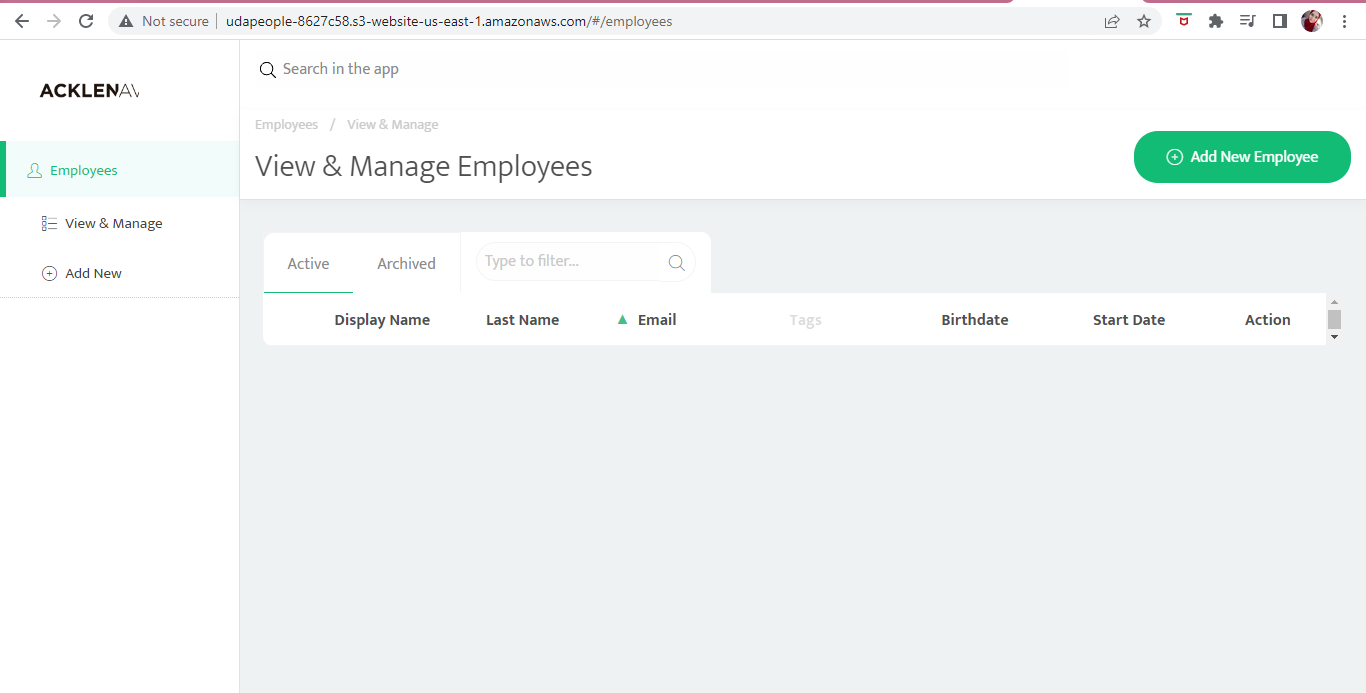 Not secure | udapeople-8627c58.s3-website-us-east-1.amazonaws.com/#/employees
ACKLENAV
Search in the app
Employees / View & Manage
View & Manage Employees
Add New Employee
Employees
View & Manage
Add New
Active Archived Type to filter...
Display Name Last Name Email Tags Birthdate Start Date Action